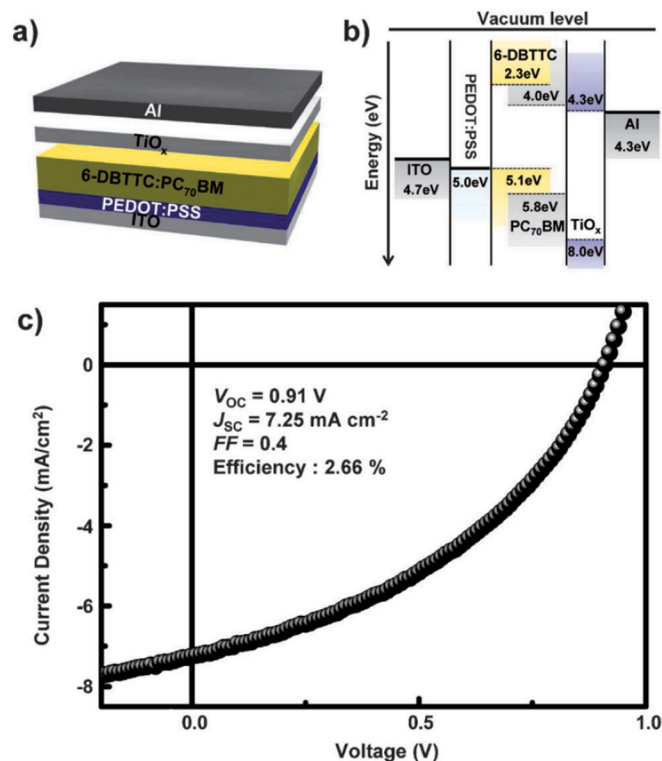 a)
Al
TiOx
6-DBTTC:PC70BM
PEDOT:PSS
ITO
b)
Vacuum level
Energy (eV)
ITO
4.7eV
PEDOT:PSS
5.0eV
6-DBTTC
2.3eV
4.0eV
5.1eV
5.8eV
PC70BM
4.3eV
TiOx
8.0eV
Al
4.3eV
c)
VOC = 0.91 V
JSC = 7.25 mA cm-2
FF = 0.4
Efficiency : 2.66 %
Current Density (mA/cm2)
0
-2
-4
-6
-8
0.0
0.5
1.0
Voltage (V)